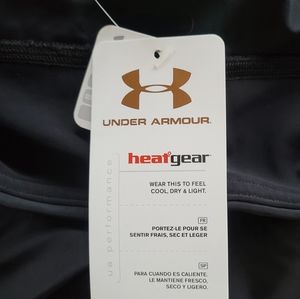 UNDER ARMOUR.
heatgear
WEAR THIS TO FEEL
COOL, DRY & LIGHT.
FR
PORTEZ-LE POUR SE
SENTIR FRAIS, SEC ET LEGER
SP
PARA CUANDO ES CALIENTE.
LE MANTIENE FRESCO,
SECO Y LIGERO.
ua performance